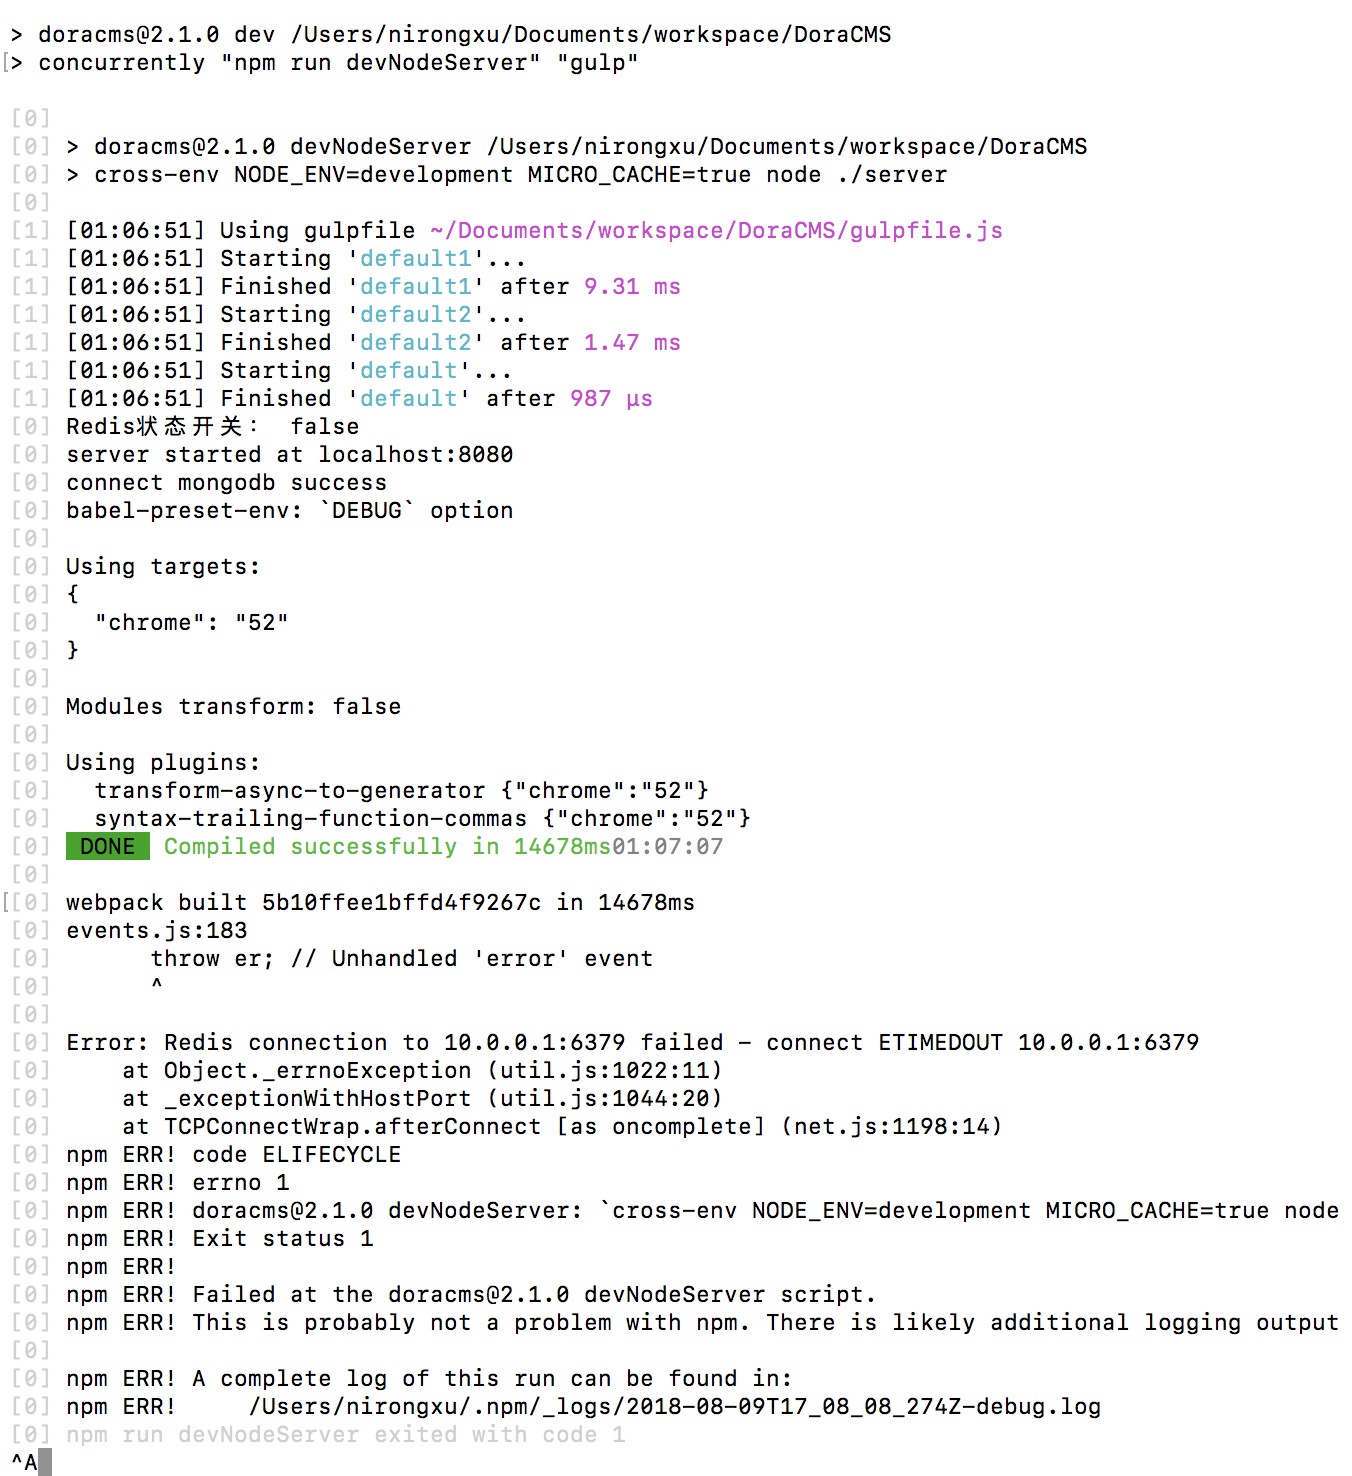 > doracms@2.1.0 dev /Users/nirongxu/Documents/workspace/DoraCMS
[> concurrently "npm run devNodeServer" "gulp"
[0]
[0] > doracms@2.1.0 devNodeServer /Users/nirongxu/Documents/workspace/DoraCMS
[0] > cross-env NODE_ENV=development MICRO_CACHE=true node ./server
[0]
[1] [01:06:51] Using gulpfile ~/Documents/workspace/DoraCMS/gulpfile.js
[1] [01:06:51] Starting 'default1'...
[1] [01:06:51] Finished 'default1' after 9.31 ms
[1] [01:06:51] Starting 'default2'...
[1] [01:06:51] Finished 'default2' after 1.47 ms
[1] [01:06:51] Starting 'default'...
[1] [01:06:51] Finished 'default' after 987 μs
[0] Redis状态开关： false
[0] server started at localhost:8080
[0] connect mongodb success
[0] babel-preset-env: `DEBUG` option
[0]
[0] Using targets:
[0] {
[0]   "chrome": "52"
[0] }
[0]
[0] Modules transform: false
[0]
[0] Using plugins:
[0]   transform-async-to-generator {"chrome":"52"}
[0]   syntax-trailing-function-commas {"chrome":"52"}
[0]  DONE  Compiled successfully in 14678ms01:07:07
[0]
[[0] webpack built 5b10ffee1bffd4f9267c in 14678ms
[0] events.js:183
[0]       throw er; // Unhandled 'error' event
[0]       ^
[0]
[0] Error: Redis connection to 10.0.0.1:6379 failed - connect ETIMEDOUT 10.0.0.1:6379
[0]     at Object._errnoException (util.js:1022:11)
[0]     at _exceptionWithHostPort (util.js:1044:20)
[0]     at TCPConnectWrap.afterConnect [as oncomplete] (net.js:1198:14)
[0] npm ERR! code ELIFECYCLE
[0] npm ERR! errno 1
[0] npm ERR! doracms@2.1.0 devNodeServer: `cross-env NODE_ENV=development MICRO_CACHE=true node
[0] npm ERR! Exit status 1
[0] npm ERR!
[0] npm ERR! Failed at the doracms@2.1.0 devNodeServer script.
[0] npm ERR! This is probably not a problem with npm. There is likely additional logging output
[0]
[0] npm ERR! A complete log of this run can be found in:
[0] npm ERR!     /Users/nirongxu/.npm/_logs/2018-08-09T17_08_08_274Z-debug.log
[0] npm run devNodeServer exited with code 1
^A